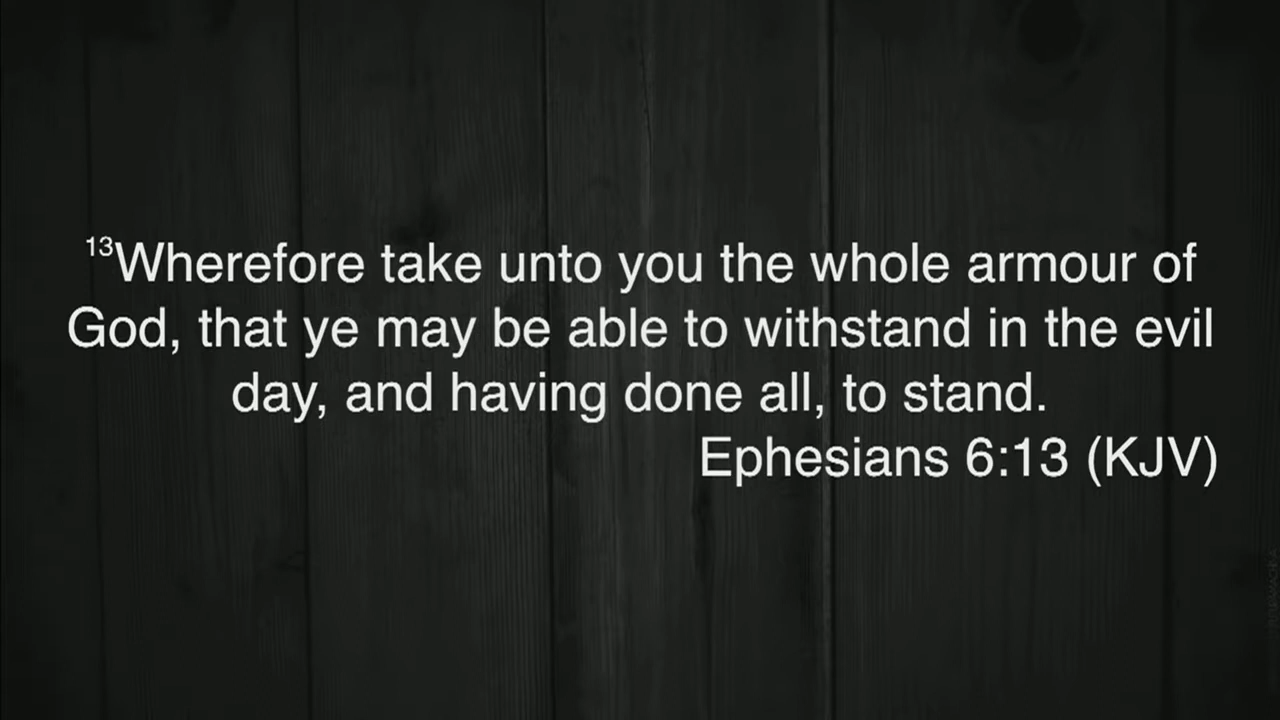 13Wherefore take unto you the whole armour of
God, that ye may be able to withstand in the evil
day, and having done all, to stand.
Ephesians 6:13 (KJV)